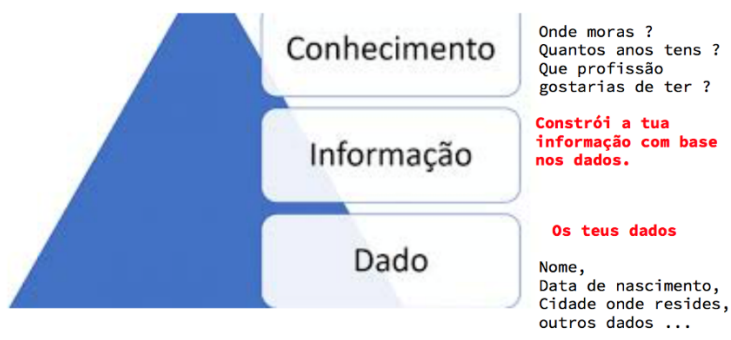 Conhecimento
Onde moras ?
Quantos anos tens ?
Que profissão
gostarias de ter ?
Informação
Constrói a tua
informação com base
nos dados.
Dado
Os teus dados
Nome,
Data de nascimento,
Cidade onde resides,
outros dados ...